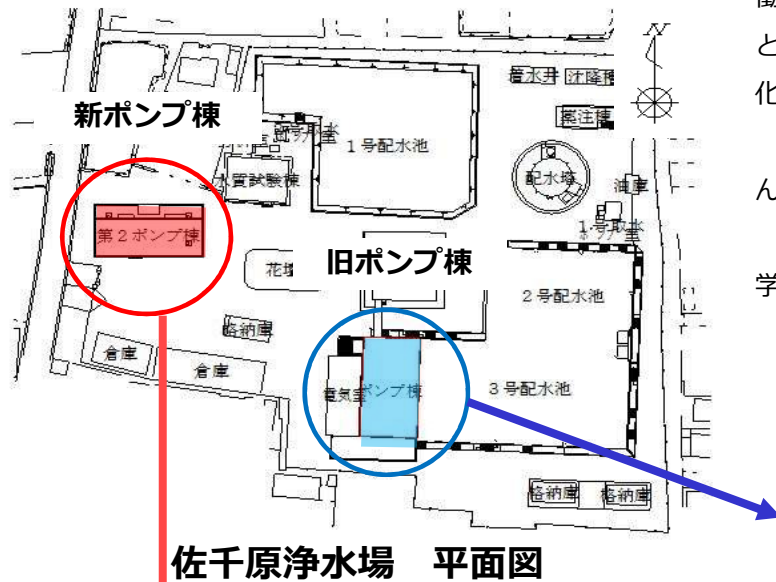 と
化
ん
学
N
着水井
沈降槽
薬注棟
新ポンプ棟
1号配水池
水質試験棟
配水塔
油庫
1号取水
第2ポンプ棟
旧ポンプ棟
花壇
2号配水池
格納庫
倉庫
倉庫
電気室
ポンプ棟
3号配水池
格納庫
格納庫
佐千原浄水場 平面図